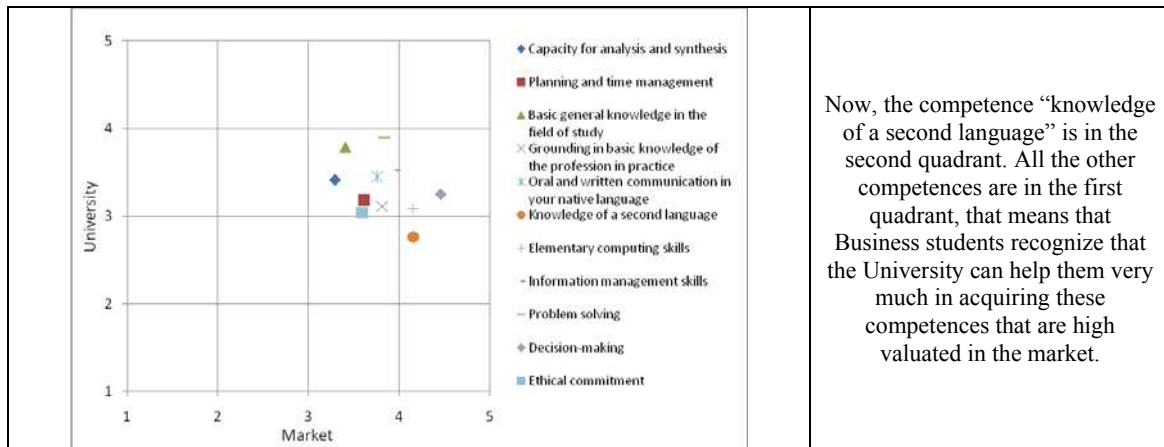 5
4
3
2
1
University
1
2
3
4
5
Market
Capacity for analysis and synthesis
Planning and time management
Basic general knowledge in the
field of study
Grounding in basic knowledge of
the profession in practice
Oral and written communication in
your native language
Knowledge of a second language
Elementary computing skills
Information management skills
Problem solving
Decision-making
Ethical commitment
Now, the competence “knowledge
of a second language” is in the
second quadrant. All the other
competences are in the first
quadrant, that means that
Business students recognize that
the University can help them very
much in acquiring these
competences that are high
valuated in the market.